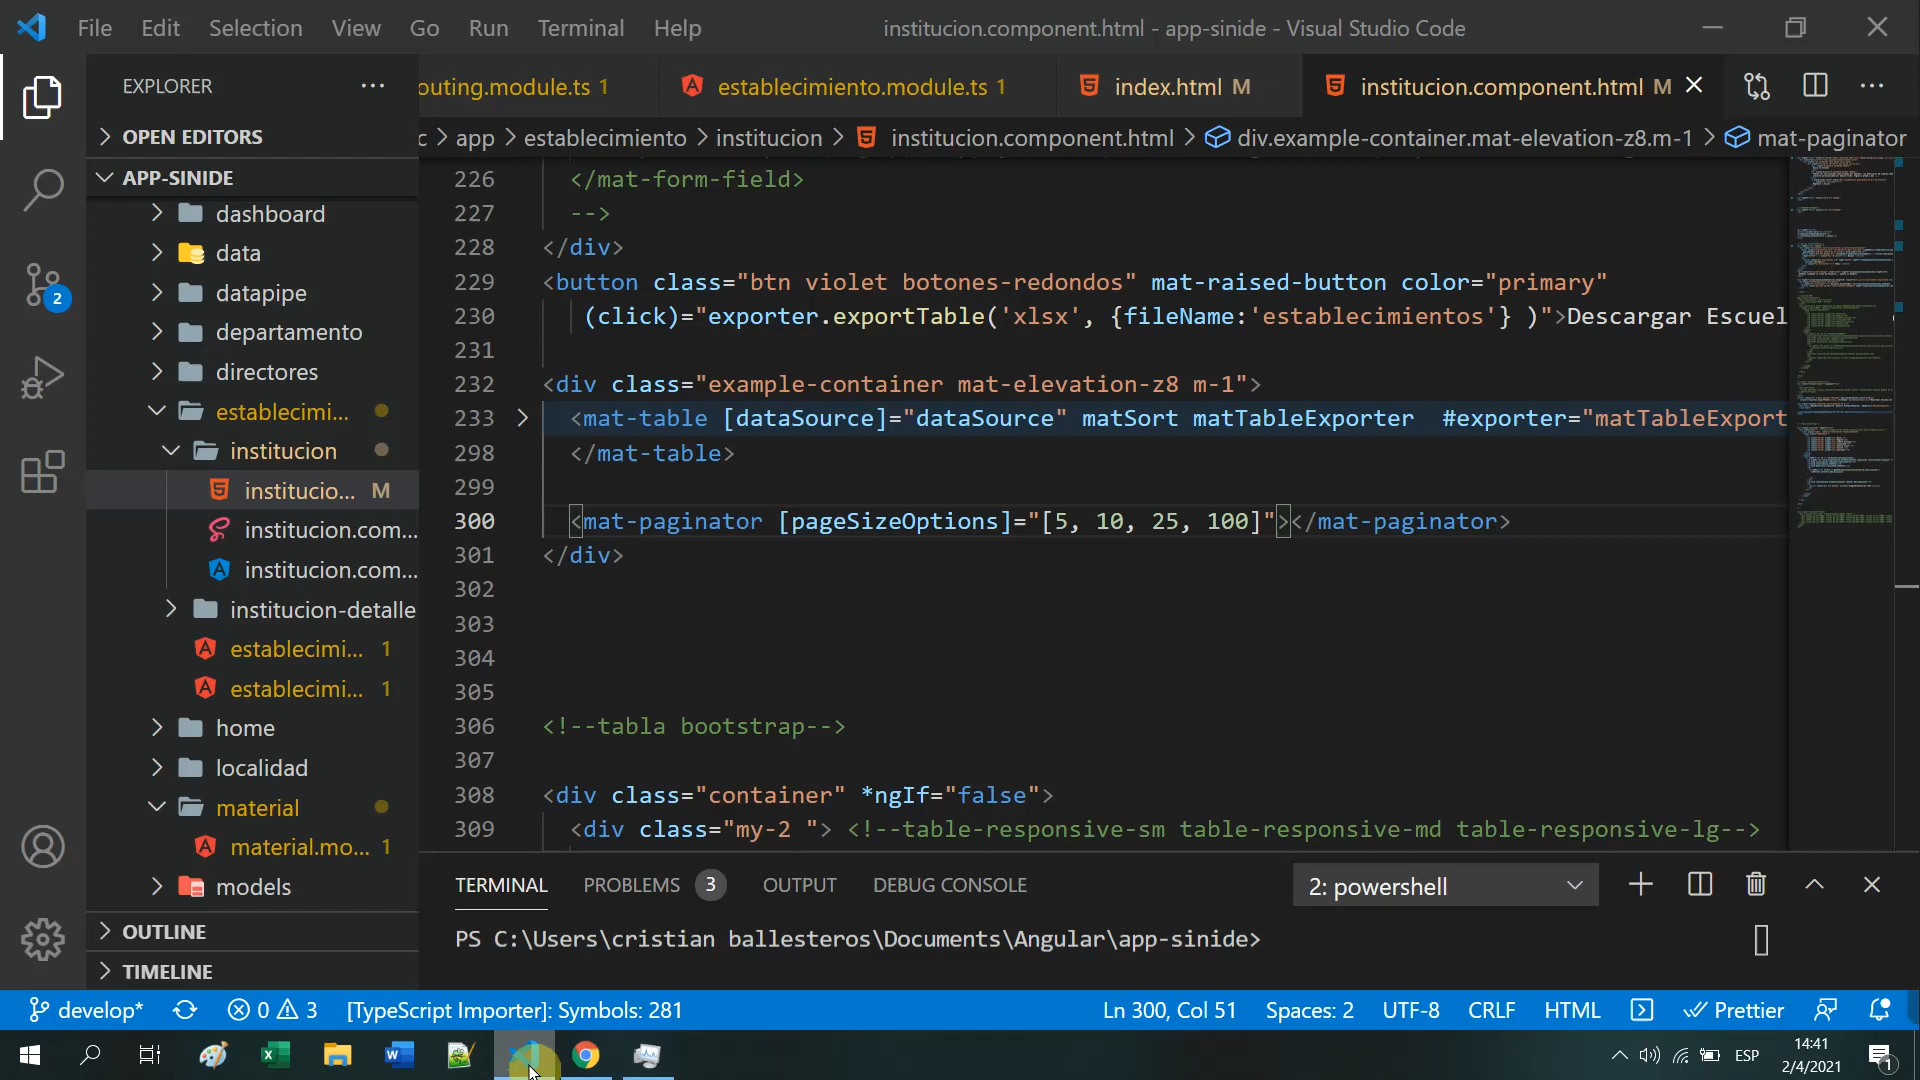 File Edit Selection View Go Run Terminal Help institucion.component.html - app-sinide - Visual Studio Code
EXPLORER ···
outing.module.ts 1 establecimiento.module.ts 1 index.html M institucion.component.html M
OPEN EDITORS
c > app > establecimiento > institucion > institucion.component.html > div.example-container.mat-elevation-z8.m-1 > mat-paginator
APP-SINIDE
dashboard
data
datapipe
departamento
directores
establecimi...
institucion
institucio... M
institucion.com...
institucion.com...
institucion-detalle
establecimi... 1
establecimi... 1
home
localidad
material
material.mo... 1
models
OUTLINE
TIMELINE
226 </mat-form-field>
227 -->
228 </div>
229 <button class="btn violet botones-redondos" mat-raised-button color="primary"
230 (click)="exporter.exportTable('xlsx', {fileName:'establecimientos'} )">Descargar Escuel
231
232 <div class="example-container mat-elevation-z8 m-1">
233 <mat-table [dataSource]="dataSource" matSort matTableExporter  #exporter="matTableExport
298 </mat-table>
299
300 <mat-paginator [pageSizeOptions]="[5, 10, 25, 100]"></mat-paginator>
301 </div>
302
303
304
305
306 <!--tabla bootstrap-->
307
308 <div class="container" *ngIf="false">
309 <div class="my-2 "> <!--table-responsive-sm table-responsive-md table-responsive-lg-->
TERMINAL PROBLEMS 3 OUTPUT DEBUG CONSOLE 2: powershell
PS C:\Users\cristian ballesteros\Documents\Angular\app-sinide>
2
develop* 0 3 [TypeScript Importer]: Symbols: 281 Ln 300, Col 51 Spaces: 2 UTF-8 CRLF HTML Prettier
ESP 14:41
2/4/2021 1